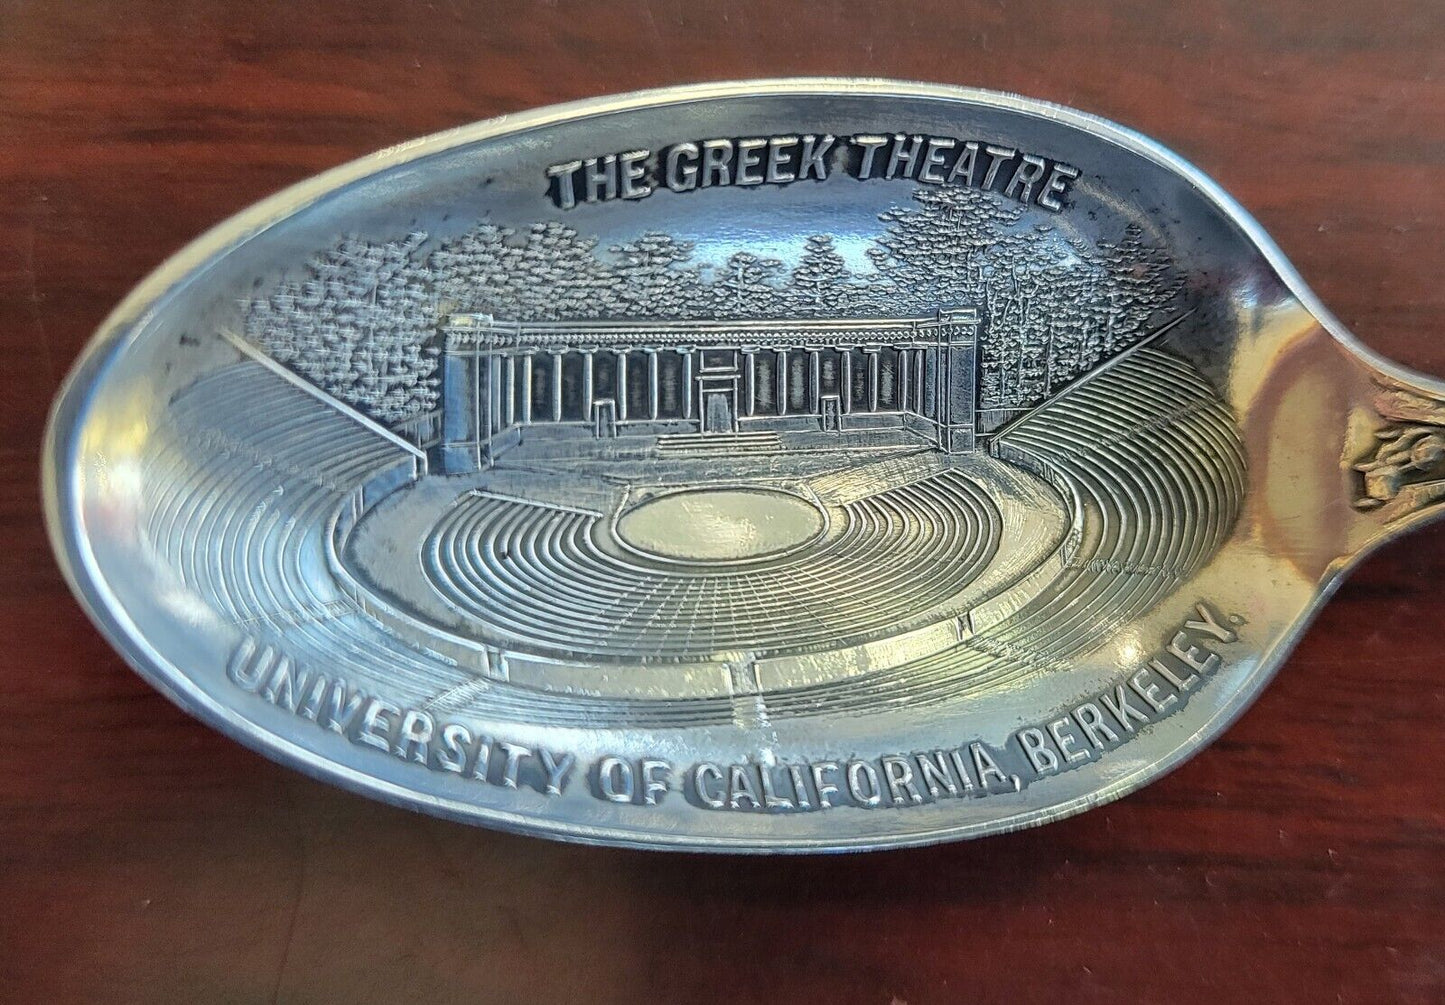 THE GREEK THEATRE
UNIVERSITY OF CALIFORNIA, BERKELEY.